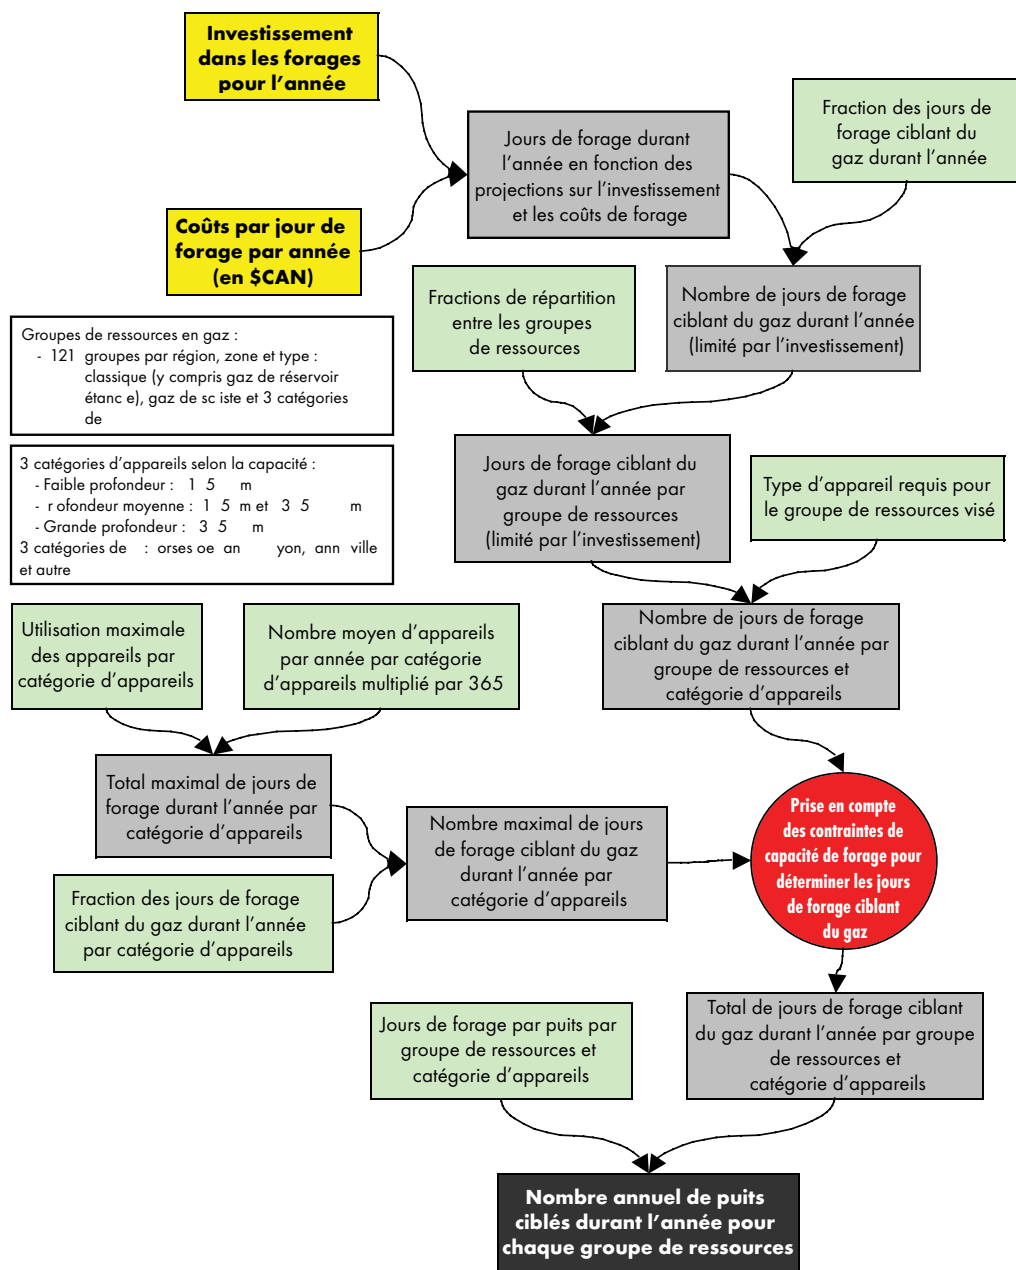 Investissement
dans les forages
pour l'année
Fraction des jours de
forage ciblant du
gaz durant l'année
Jours de forage durant
l'année en fonction des
projections sur l'investissement
et les coûts de forage
Coûts par jour de
forage par année
(en $CAN)
Fractions de répartition
entre les groupes
de ressources
Nombre de jours de forage
ciblant du gaz durant l'année
(limité par l'investissement)
Groupes de ressources en gaz :
- 121 groupes par région, zone et type :
classique (y compris gaz de réservoir
étanc e), gaz de sc iste et 3 catégories
de
3 catégories d'appareils selon la capacité :
- Faible profondeur : 1 5 m
- r ofondeur moyenne : 1 5 m et 3 5 m
- Grande profondeur : 3 5 m
3 catégories de : orses oe an yon, ann ville
et autre
Jours de forage ciblant du
gaz durant l'année par
groupe de ressources
(limité par l'investissement)
Type d'appareil requis pour
le groupe de ressources visé
Utilisation maximale
des appareils par
catégorie d'appareils
Nombre moyen d'appareils
par année par catégorie
d'appareils multiplié par 365
Nombre de jours de forage
ciblant du gaz durant l'année par
groupe de ressources et
catégorie d'appareils
Total maximal de jours de
forage durant l'année par
catégorie d'appareils
Nombre maximal de jours
de forage ciblant du gaz
durant l'année par
catégorie d'appareils
Prise en compte
des contraintes de
capacité de forage pour
déterminer les jours
de forage ciblant
du gaz
Fraction des jours de forage
ciblant du gaz durant l'année
par catégorie d'appareils
Jours de forage par puits par
groupe de ressources et
catégorie d'appareils
Total de jours de forage ciblant
du gaz durant l'année par groupe
de ressources et
catégorie d'appareils
Nombre annuel de puits
ciblés durant l'année pour
chaque groupe de ressources